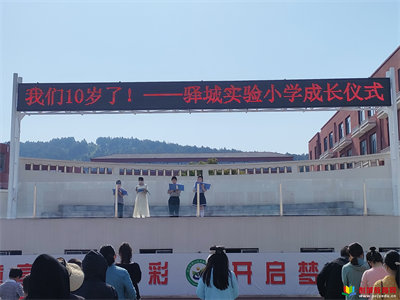 我们10岁了！——驿城实验小学成长仪式
彩 开启梦